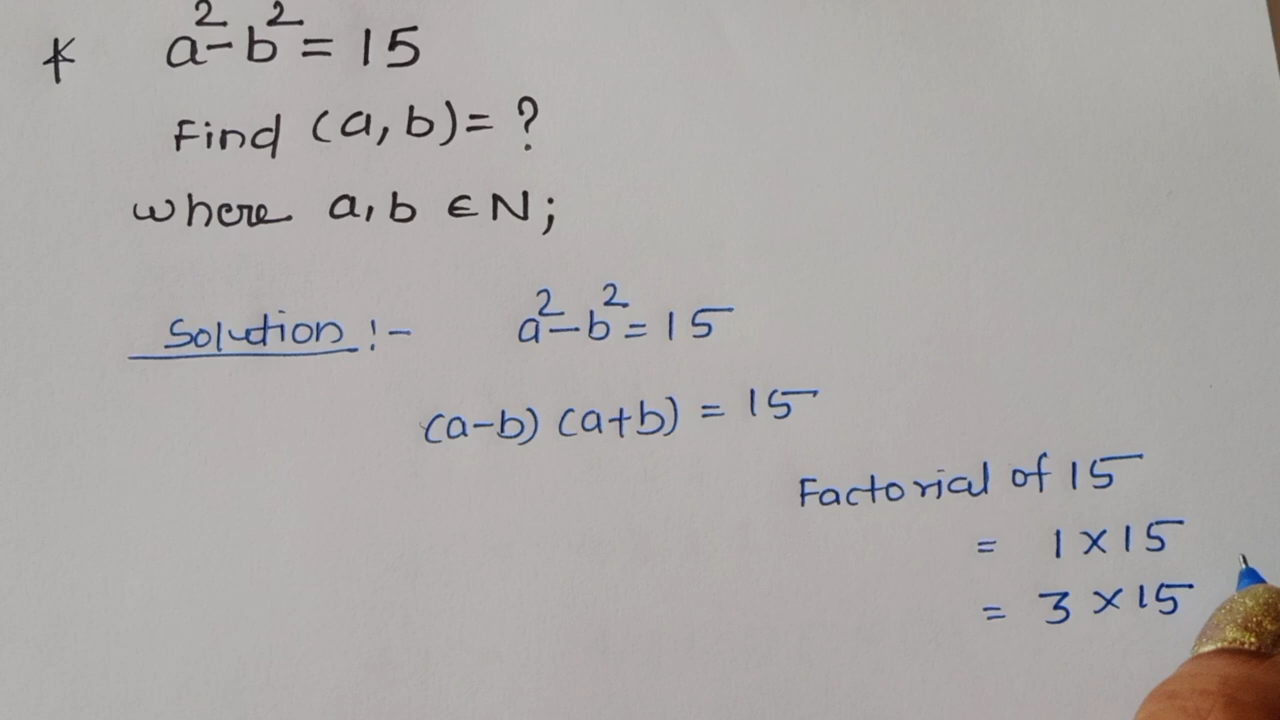 * a²-b² = 15
Find (a,b) = ?
where a,b ∈ N;
Solution :- a²-b² = 15
(a-b) (a+b) = 15
Factorial of 15
= 1 × 15
= 3 × 15